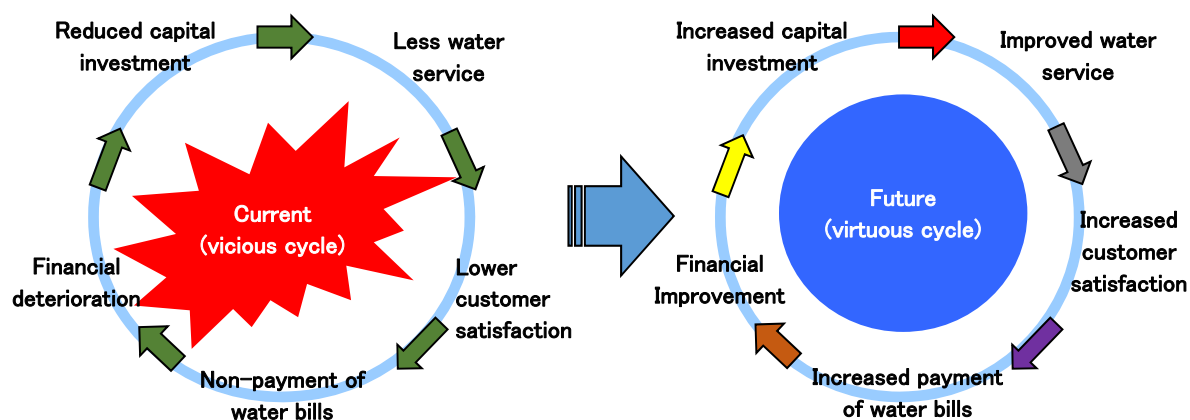 Reduced capital
investment
Less water
service
Current
(vicious cycle)
Lower
customer
satisfaction
Non-payment of
water bills
Financial
deterioration
Increased capital
investment
Improved water
service
Future
(virtuous cycle)
Increased
customer
satisfaction
Increased payment
of water bills
Financial
Improvement